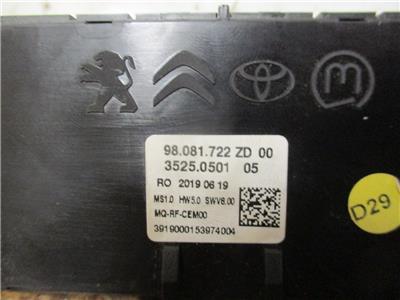 98.081.722 ZD 00
3525.0501 05
RO 2019 06 19
MS1.0 HW5.0 SWV8.00
MQ-RF-CEM00
3919000153974004
D29